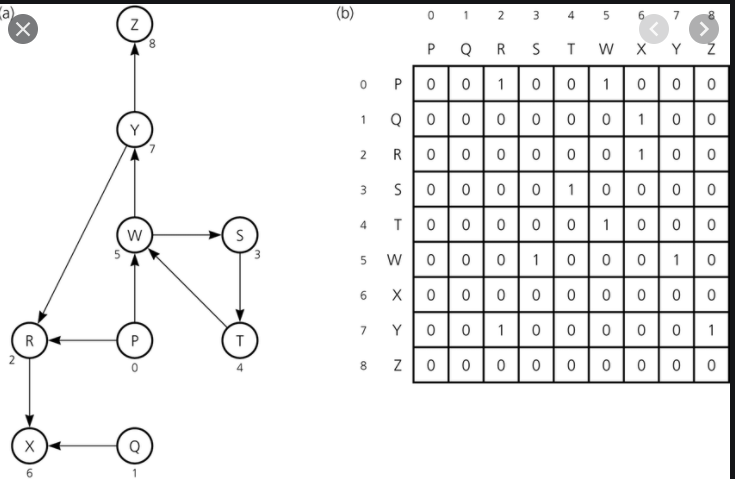 (a)
Z
8
Y
7
W
5
S
3
R
2
P
0
T
4
X
6
Q
1
(b)
0 1 2 3 4 5 6 7 8
P Q R S T W X Y Z
0 P 0 0 1 0 0 1 0 0 0
1 Q 0 0 0 0 0 0 1 0 0
2 R 0 0 0 0 0 0 1 0 0
3 S 0 0 0 0 1 0 0 0 0
4 T 0 0 0 0 0 1 0 0 0
5 W 0 0 0 1 0 0 0 1 0
6 X 0 0 0 0 0 0 0 0 0
7 Y 0 0 1 0 0 0 0 0 1
8 Z 0 0 0 0 0 0 0 0 0